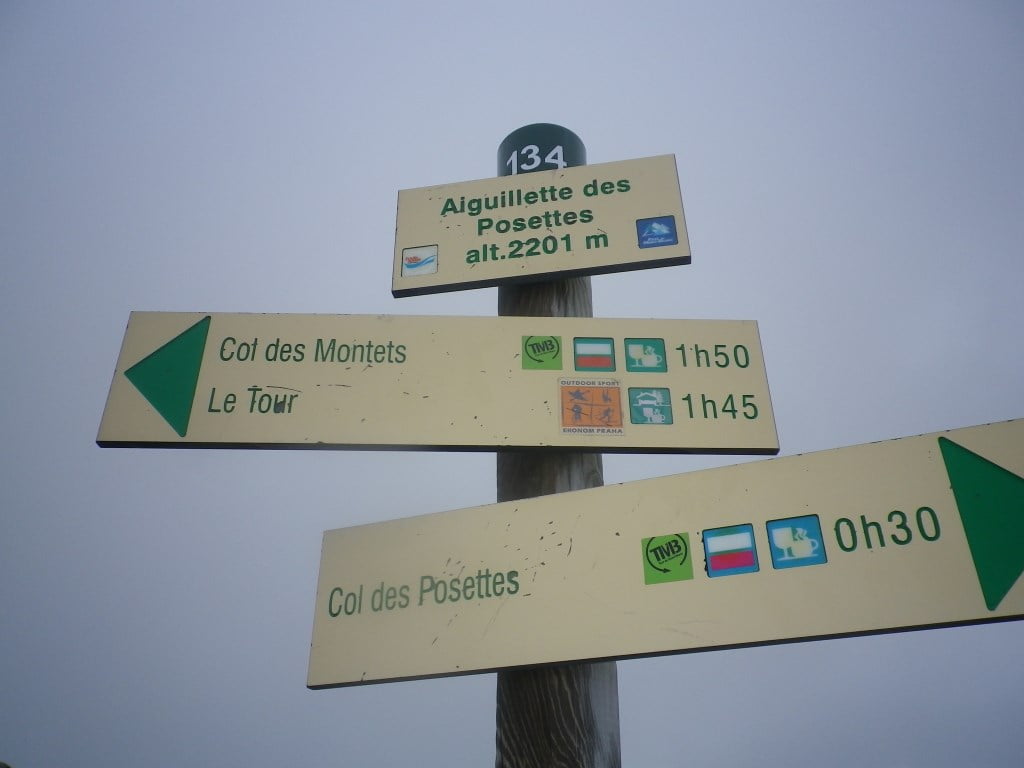 134
Aiguillette des
Posettes
alt.2201 m
Col des Montets TMB 1h50
Le Tour OUTDOOR SPORT EKONOM PRAHA 1h45
Col des Posettes TMB 0h30